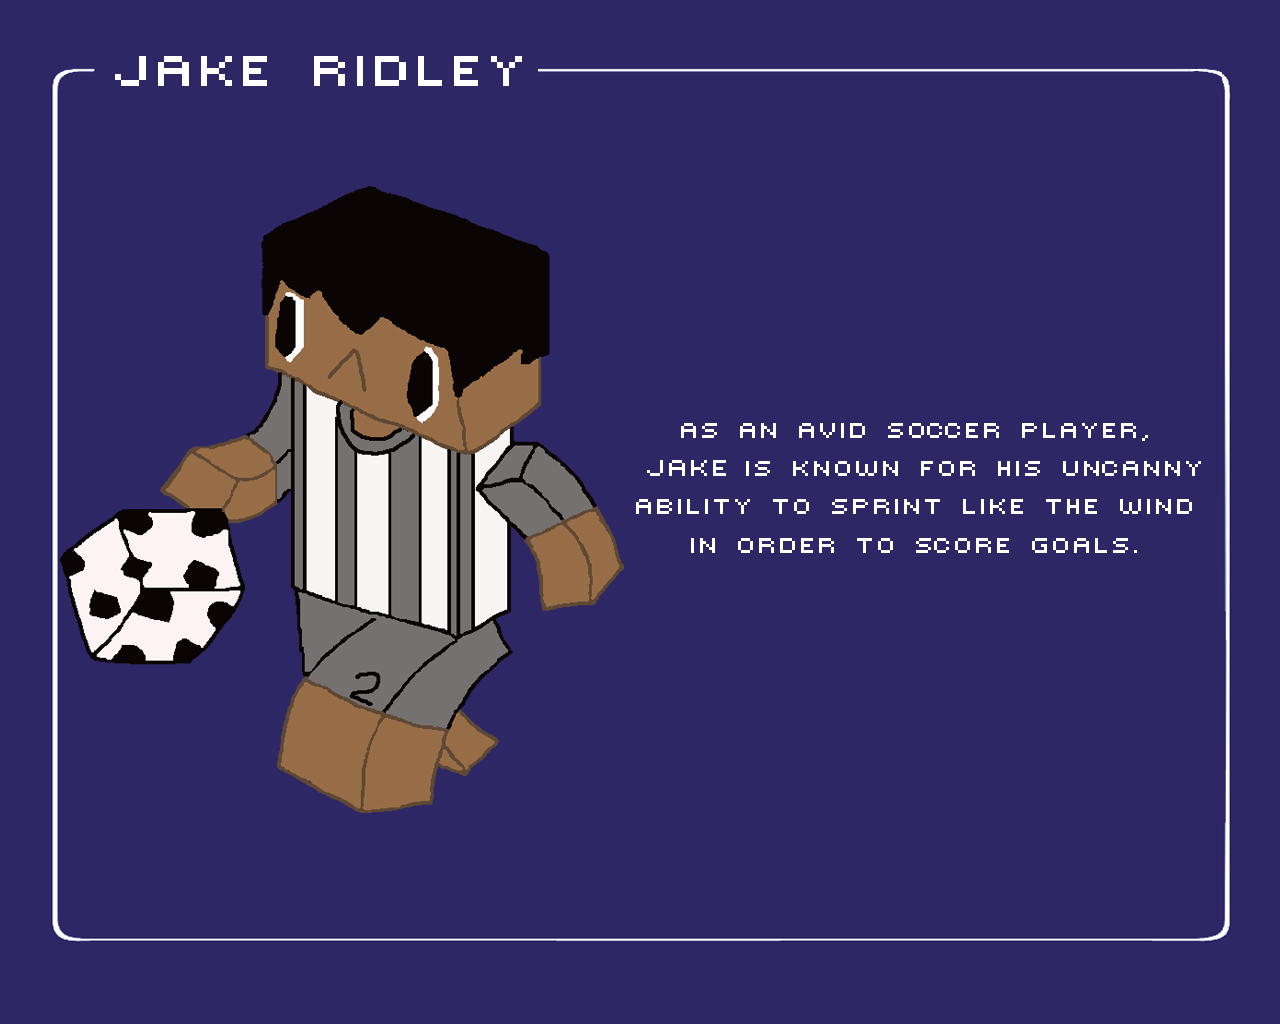 JAKE RIDLEY
AS AN AVID SOCCER PLAYER,
JAKE IS KNOWN FOR HIS UNCANNY
ABILITY TO SPRINT LIKE THE WIND
IN ORDER TO SCORE GOALS.
2